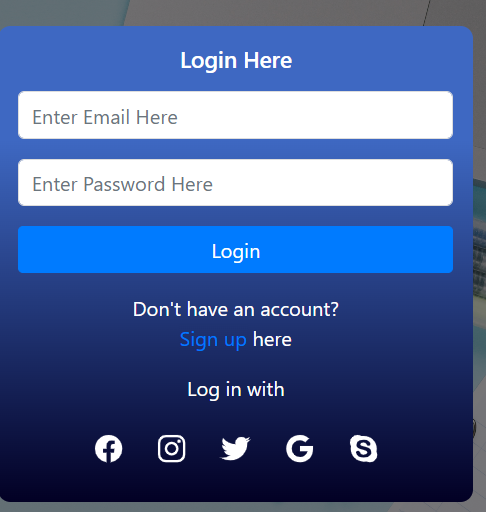 Login Here
Enter Email Here
Enter Password Here
Login
Don't have an account?
Sign up here
Log in with